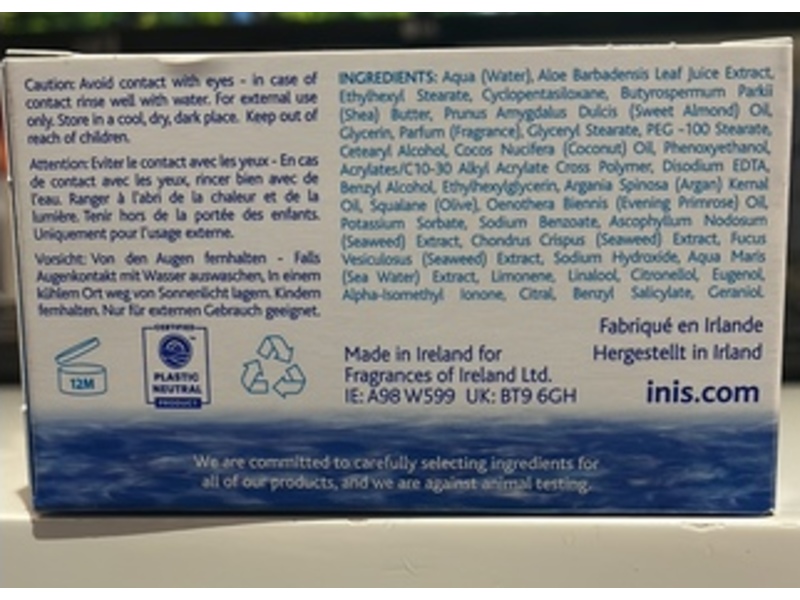 Caution: Avoid contact with eyes - in case of
contact rinse well with water. For external use
only. Store in a cool, dry, dark place. Keep out of
reach of children.
Attention: Eviter le contact avec les yeux - En cas
de contact avec les yeux, rincer bien avec de
l'eau. Ranger à l'abri de la chaleur et de la
lumière. Tenir hors de la portée des enfants.
Uniquement pour l'usage externe.
Vorsicht: Von den Augen fernhalten - Falls
Augenkontakt mit Wasser auswaschen, In einem
kühlem Ort weg von Sonnenlicht lagern. Kindern
fernhalten. Nur für externen Gebrauch geeignet.
12M
CERTIFIED
PLASTIC
NEUTRAL
PRODUCT
INGREDIENTS: Aqua (Water), Aloe Barbadensis Leaf Juice Extract,
Ethylhexyl Stearate, Cyclopentasiloxane, Butyrospermum Parkii
(Shea) Butter, Prunus Amygdalus Dulcis (Sweet Almond) Oil,
Glycerin, Parfum (Fragrance), Glyceryl Stearate, PEG -100 Stearate,
Cetearyl Alcohol, Cocos Nucifera (Coconut) Oil, Phenoxyethanol,
Acrylates/C10-30 Alkyl Acrylate Cross Polymer, Disodium EDTA,
Benzyl Alcohol, Ethylhexylglycerin, Argania Spinosa (Argan) Kernal
Oil, Squalane (Olive), Oenothera Biennis (Evening Primrose) Oil,
Potassium Sorbate, Sodium Benzoate, Ascophyllum Nodosum
(Seaweed) Extract, Chondrus Crispus (Seaweed) Extract, Fucus
Vesiculosus (Seaweed) Extract, Sodium Hydroxide, Aqua Maris
(Sea Water) Extract, Limonene, Linalool, Citronellol, Eugenol,
Alpha-Isomethyl Ionone, Citral, Benzyl Salicylate, Geraniol.
Fabriqué en Irlande
Hergestellt in Irland
Made in Ireland for
Fragrances of Ireland Ltd.
IE: A98 W599 UK: BT9 6GH
inis.com
We are committed to carefully selecting ingredients for
all of our products, and we are against animal testing.